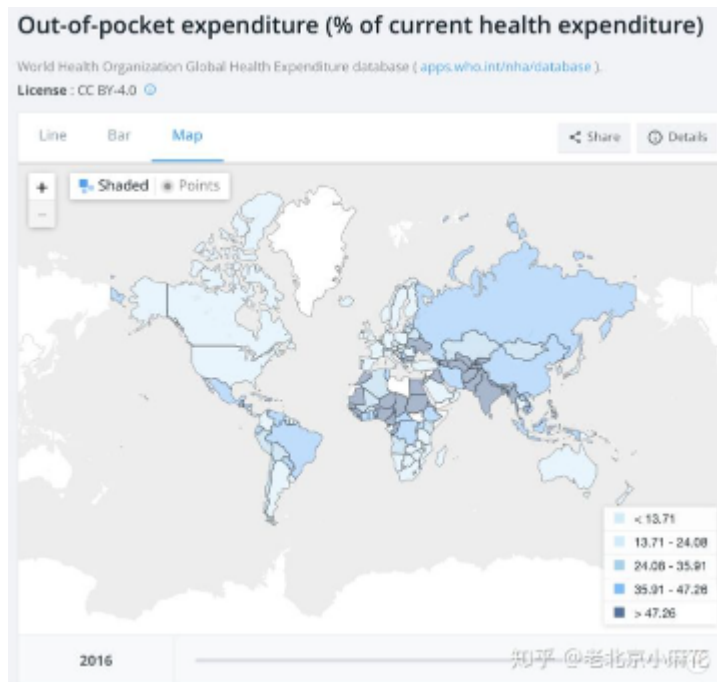 Out-of-pocket expenditure (% of current health expenditure)
World Health Organization Global Health Expenditure database ( apps.who.int/nha/database ).
License : CC BY-4.0
Line Bar Map
Share Details
+ Shaded Points
−
< 13.71
13.71 - 24.08
24.08 - 35.91
35.91 - 47.26
> 47.26
2016
知乎 @老北京小麻花